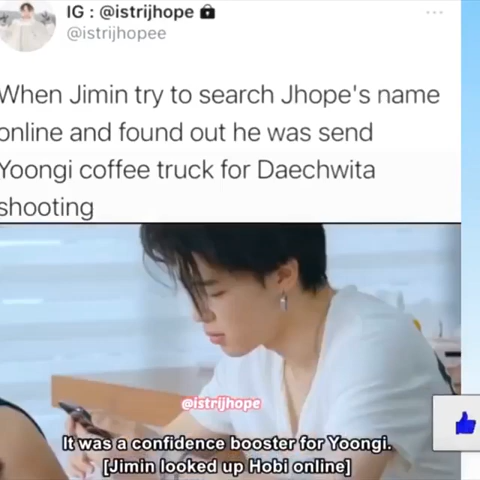 IG : @istrijhope
@istrijhopee
When Jimin try to search Jhope's name
online and found out he was send
Yoongi coffee truck for Daechwita
shooting
@istrijhope
It was a confidence booster for Yoongi.
[Jimin looked up Hobi online]